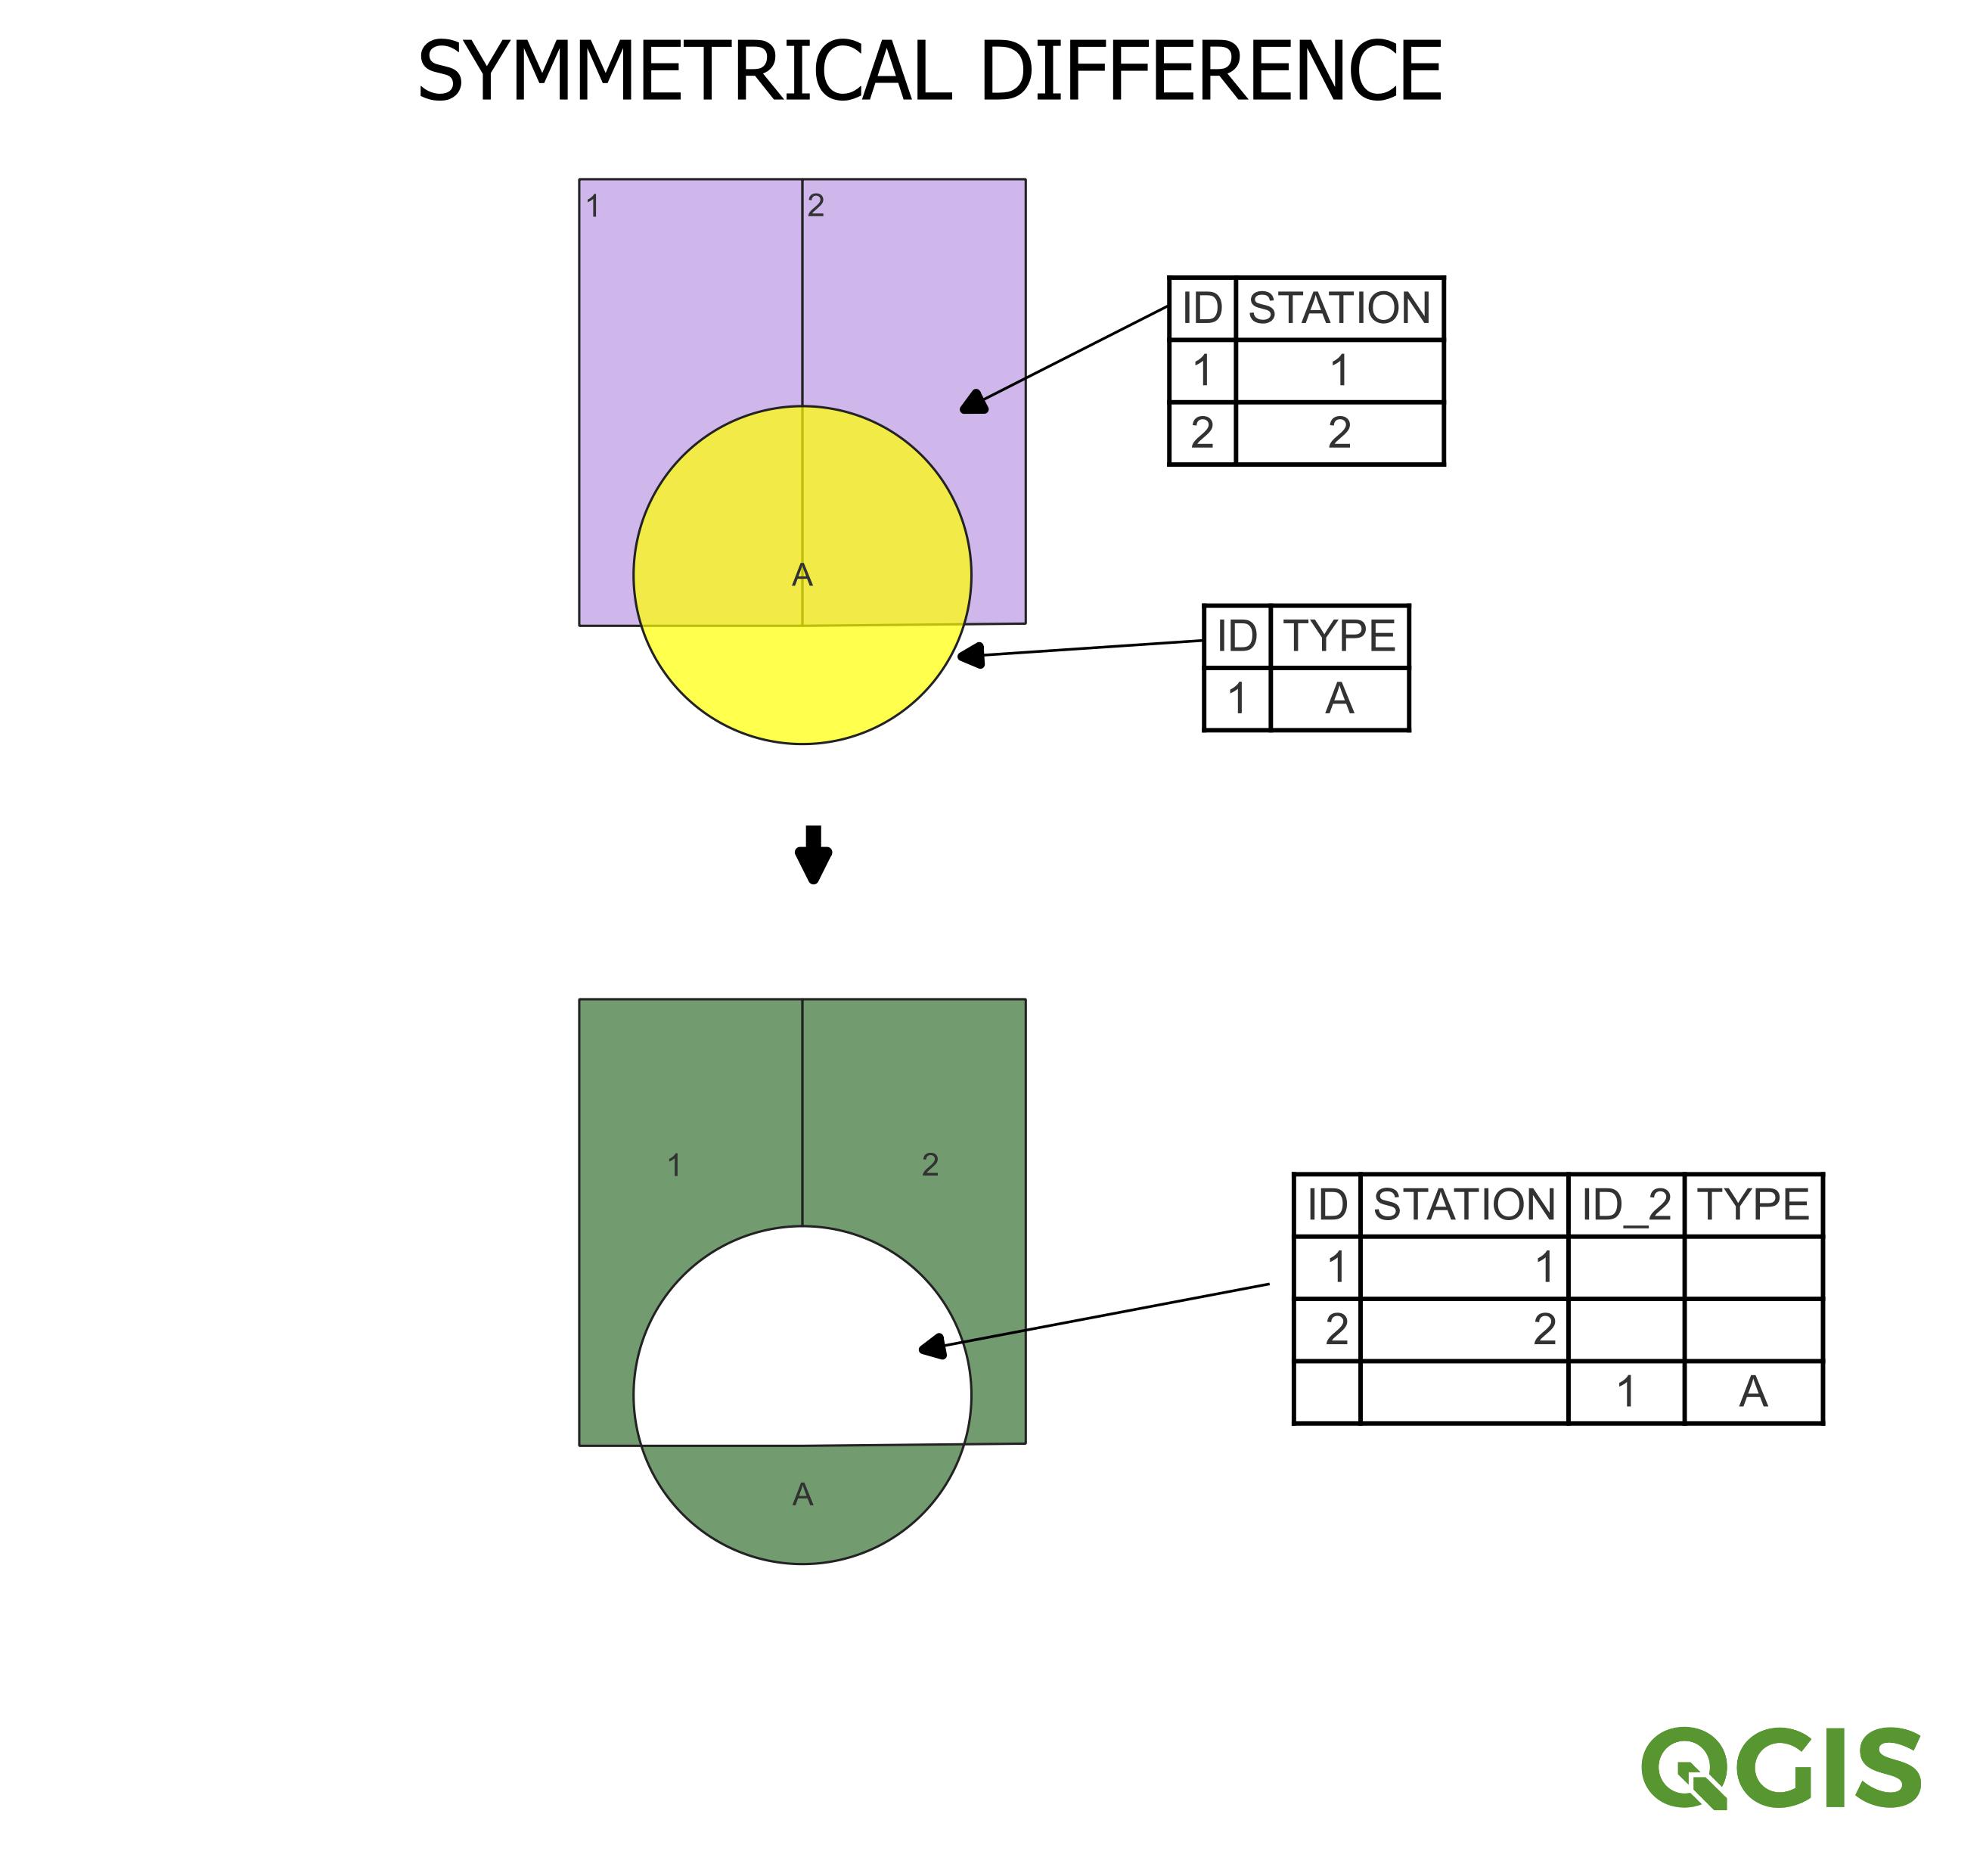 SYMMETRICAL DIFFERENCE
1 2
ID STATION
1 1
2 2
A
ID TYPE
1 A
1 2
ID STATION ID_2 TYPE
1 1
2 2
1 A
A
QGIS